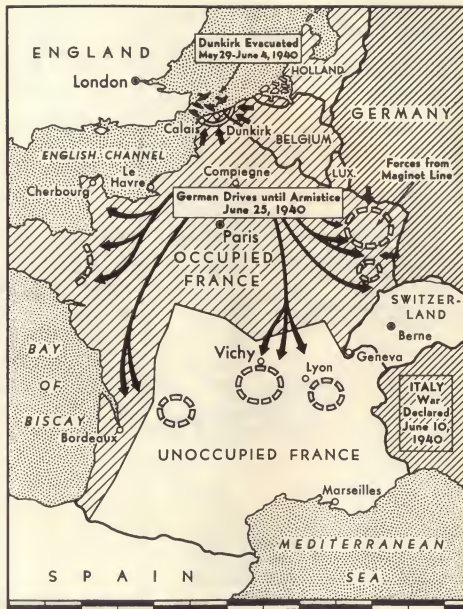 ENGLAND
London
Dunkirk Evacuated
May 29-June 4, 1940
HOLLAND
GERMANY
Calais
Dunkirk
BELGIUM
ENGLISH CHANNEL
Le
Havre
Cherbourg
Compiegne
LUX.
Forces from
Maginot Line
German Drives until Armistice
June 25, 1940
Paris
OCCUPIED
FRANCE
SWITZER-
LAND
Berne
Geneva
BAY
OF
BISCAY
Vichy
Lyon
Bordeaux
ITALY
War
Declared
June 10,
1940
UNOCCUPIED FRANCE
Marseilles
MEDITERRANEAN
SEA
SPAIN